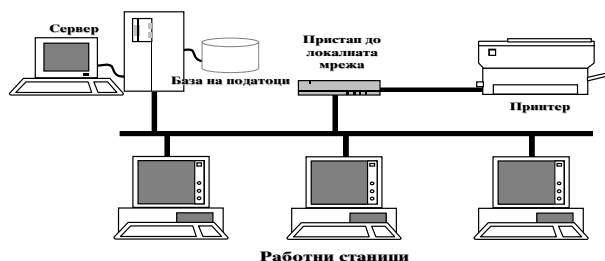 Сервер
База на податоци
Пристап до
локалната
мрежа
Принтер
Работни станици